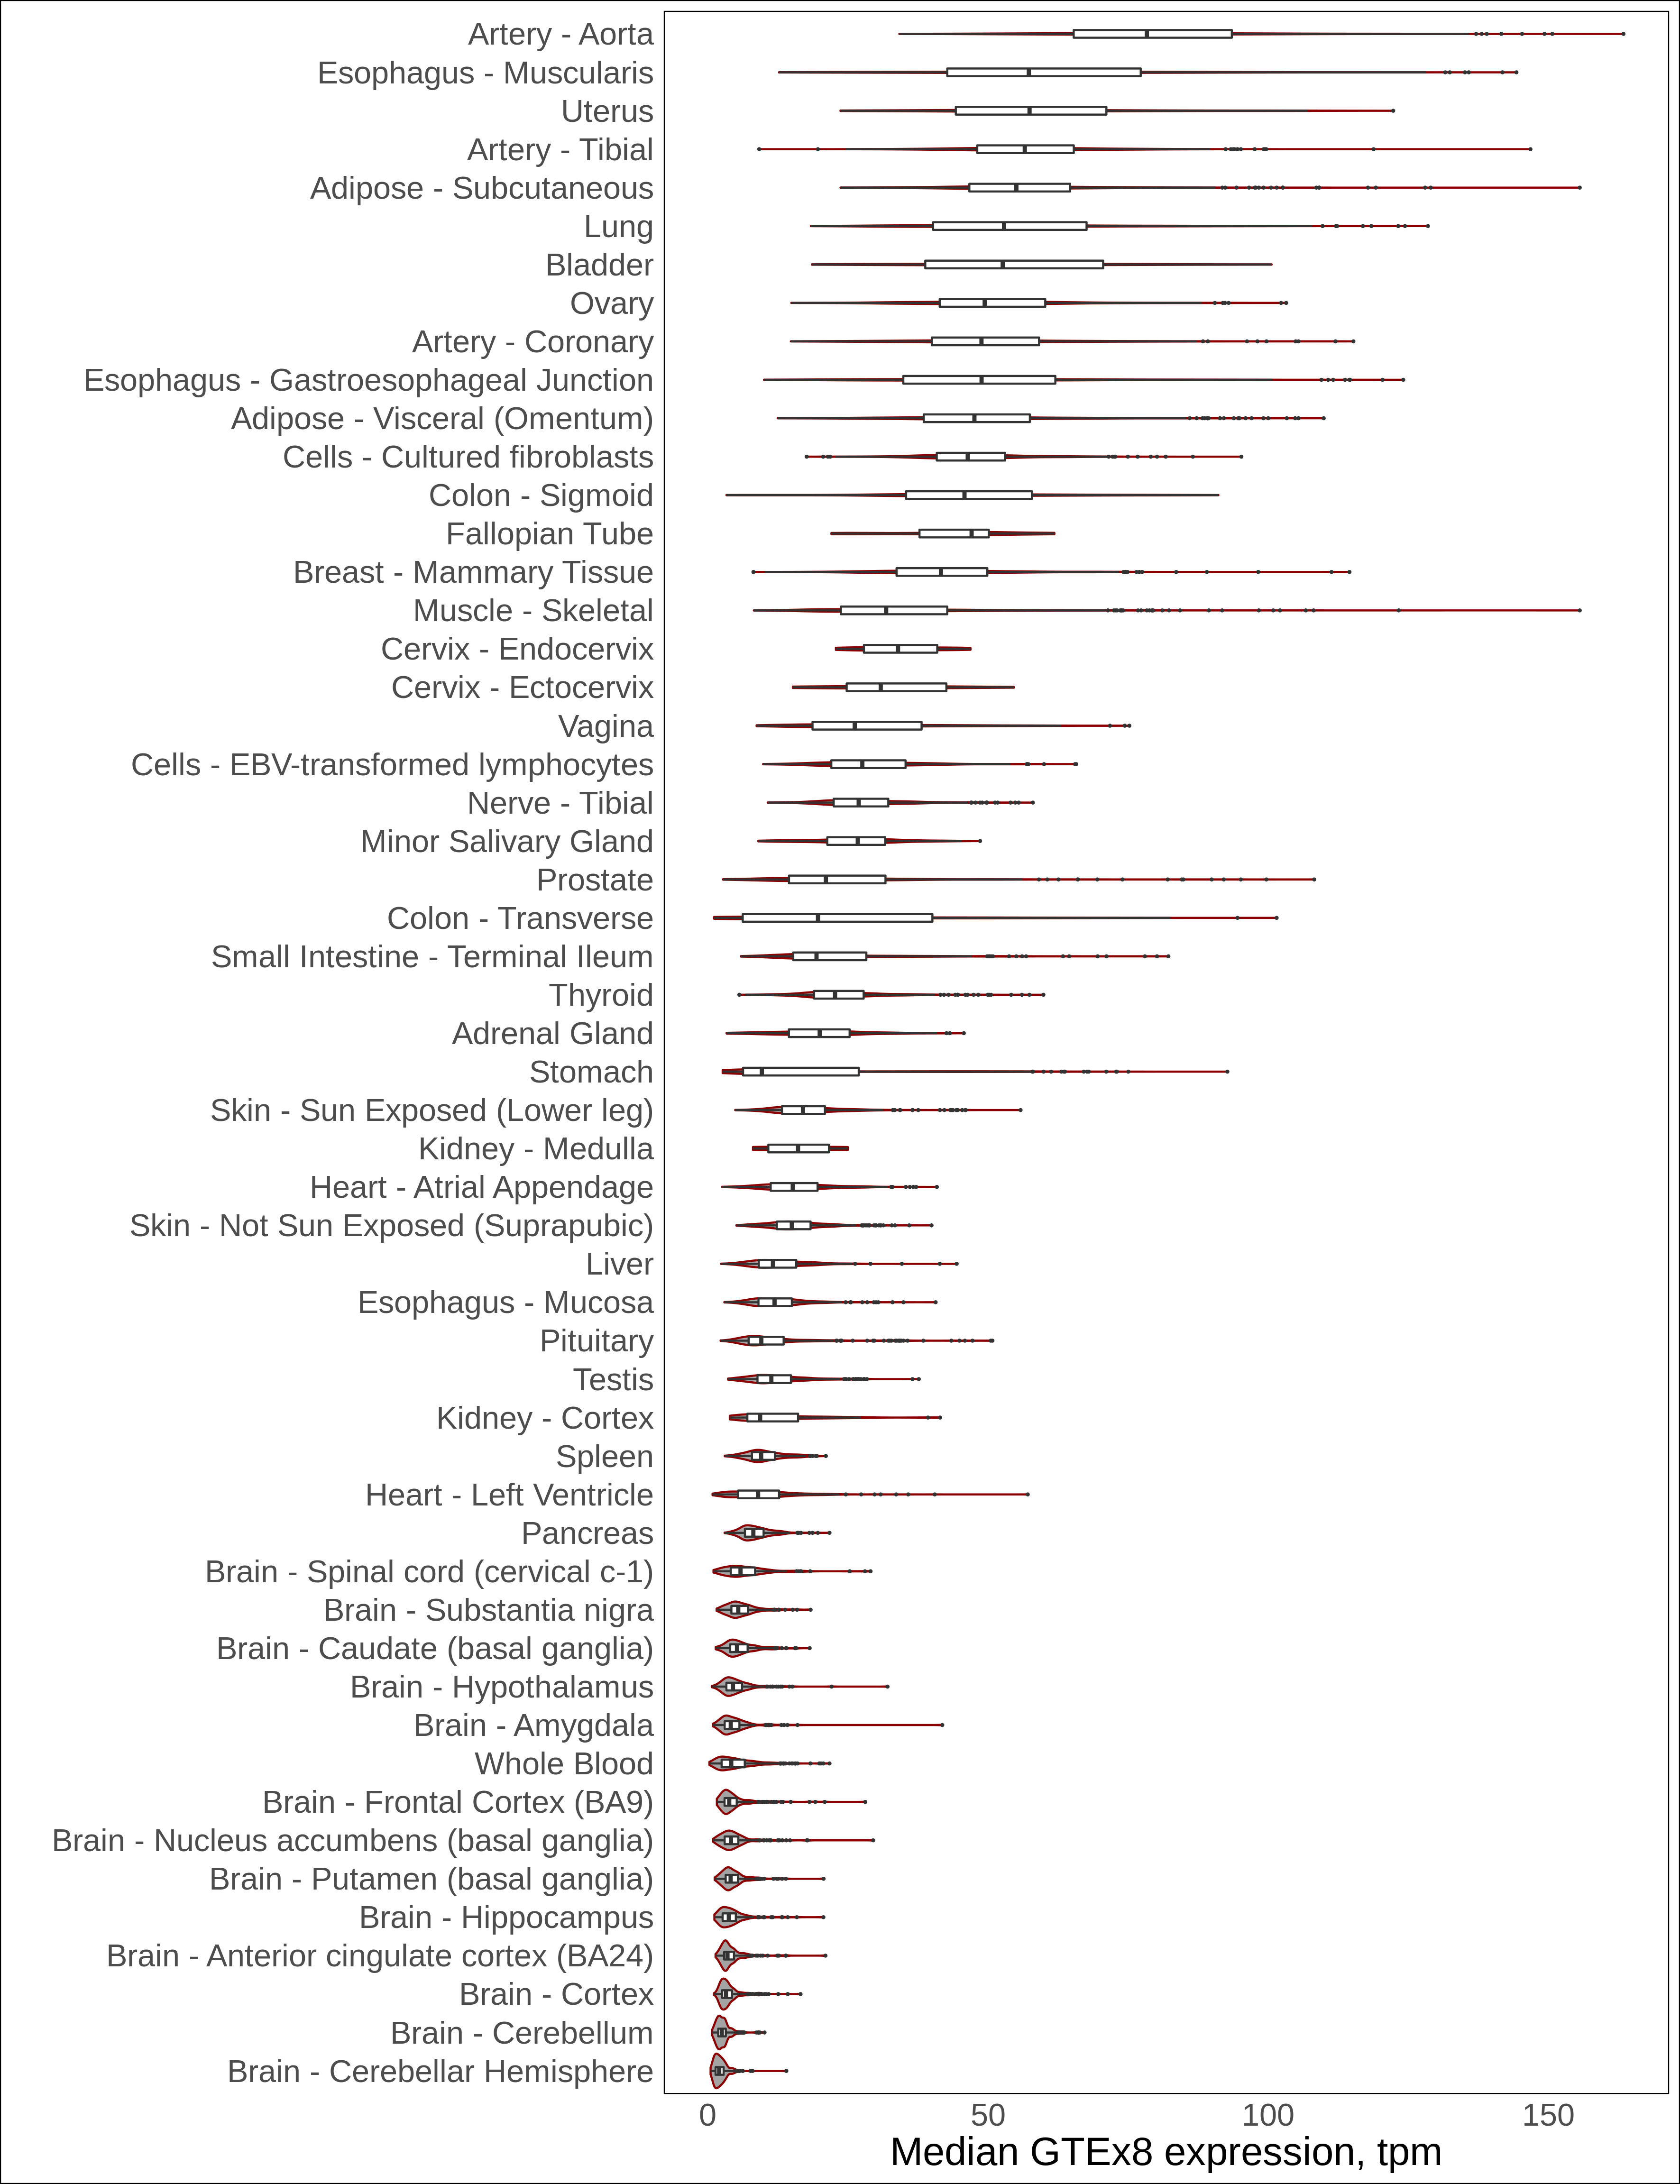 Artery - Aorta
Esophagus - Muscularis
Uterus
Artery - Tibial
Adipose - Subcutaneous
Lung
Bladder
Ovary
Artery - Coronary
Esophagus - Gastroesophageal Junction
Adipose - Visceral (Omentum)
Cells - Cultured fibroblasts
Colon - Sigmoid
Fallopian Tube
Breast - Mammary Tissue
Muscle - Skeletal
Cervix - Endocervix
Cervix - Ectocervix
Vagina
Cells - EBV-transformed lymphocytes
Nerve - Tibial
Minor Salivary Gland
Prostate
Colon - Transverse
Small Intestine - Terminal Ileum
Thyroid
Adrenal Gland
Stomach
Skin - Sun Exposed (Lower leg)
Kidney - Medulla
Heart - Atrial Appendage
Skin - Not Sun Exposed (Suprapubic)
Liver
Esophagus - Mucosa
Pituitary
Testis
Kidney - Cortex
Spleen
Heart - Left Ventricle
Pancreas
Brain - Spinal cord (cervical c-1)
Brain - Substantia nigra
Brain - Caudate (basal ganglia)
Brain - Hypothalamus
Brain - Amygdala
Whole Blood
Brain - Frontal Cortex (BA9)
Brain - Nucleus accumbens (basal ganglia)
Brain - Putamen (basal ganglia)
Brain - Hippocampus
Brain - Anterior cingulate cortex (BA24)
Brain - Cortex
Brain - Cerebellum
Brain - Cerebellar Hemisphere
0 50 100 150
Median GTEx8 expression, tpm